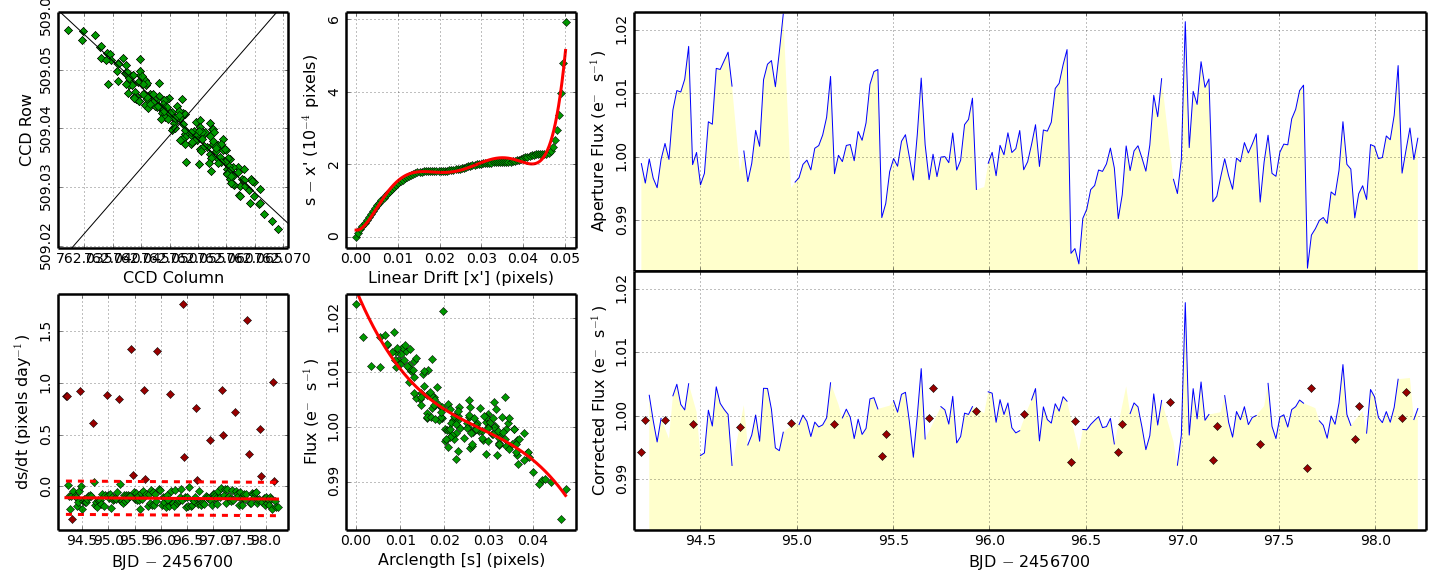 509.05
509.04
509.03
509.02
CCD Row
CCD Column
6
4
2
0
s − x' (10⁻⁴ pixels)
0.00 0.01 0.02 0.03 0.04 0.05
Linear Drift [x'] (pixels)
1.02
1.01
1.00
0.99
Aperture Flux (e⁻ s⁻¹)
1.5
1.0
0.5
0.0
ds/dt (pixels day⁻¹)
94.5 95.0 95.5 96.0 96.5 97.0 97.5 98.0
BJD − 2456700
1.02
1.01
1.00
0.99
Flux (e⁻ s⁻¹)
0.00 0.01 0.02 0.03 0.04
Arclength [s] (pixels)
1.02
1.01
1.00
0.99
Corrected Flux (e⁻ s⁻¹)
94.5 95.0 95.5 96.0 96.5 97.0 97.5 98.0
BJD − 2456700